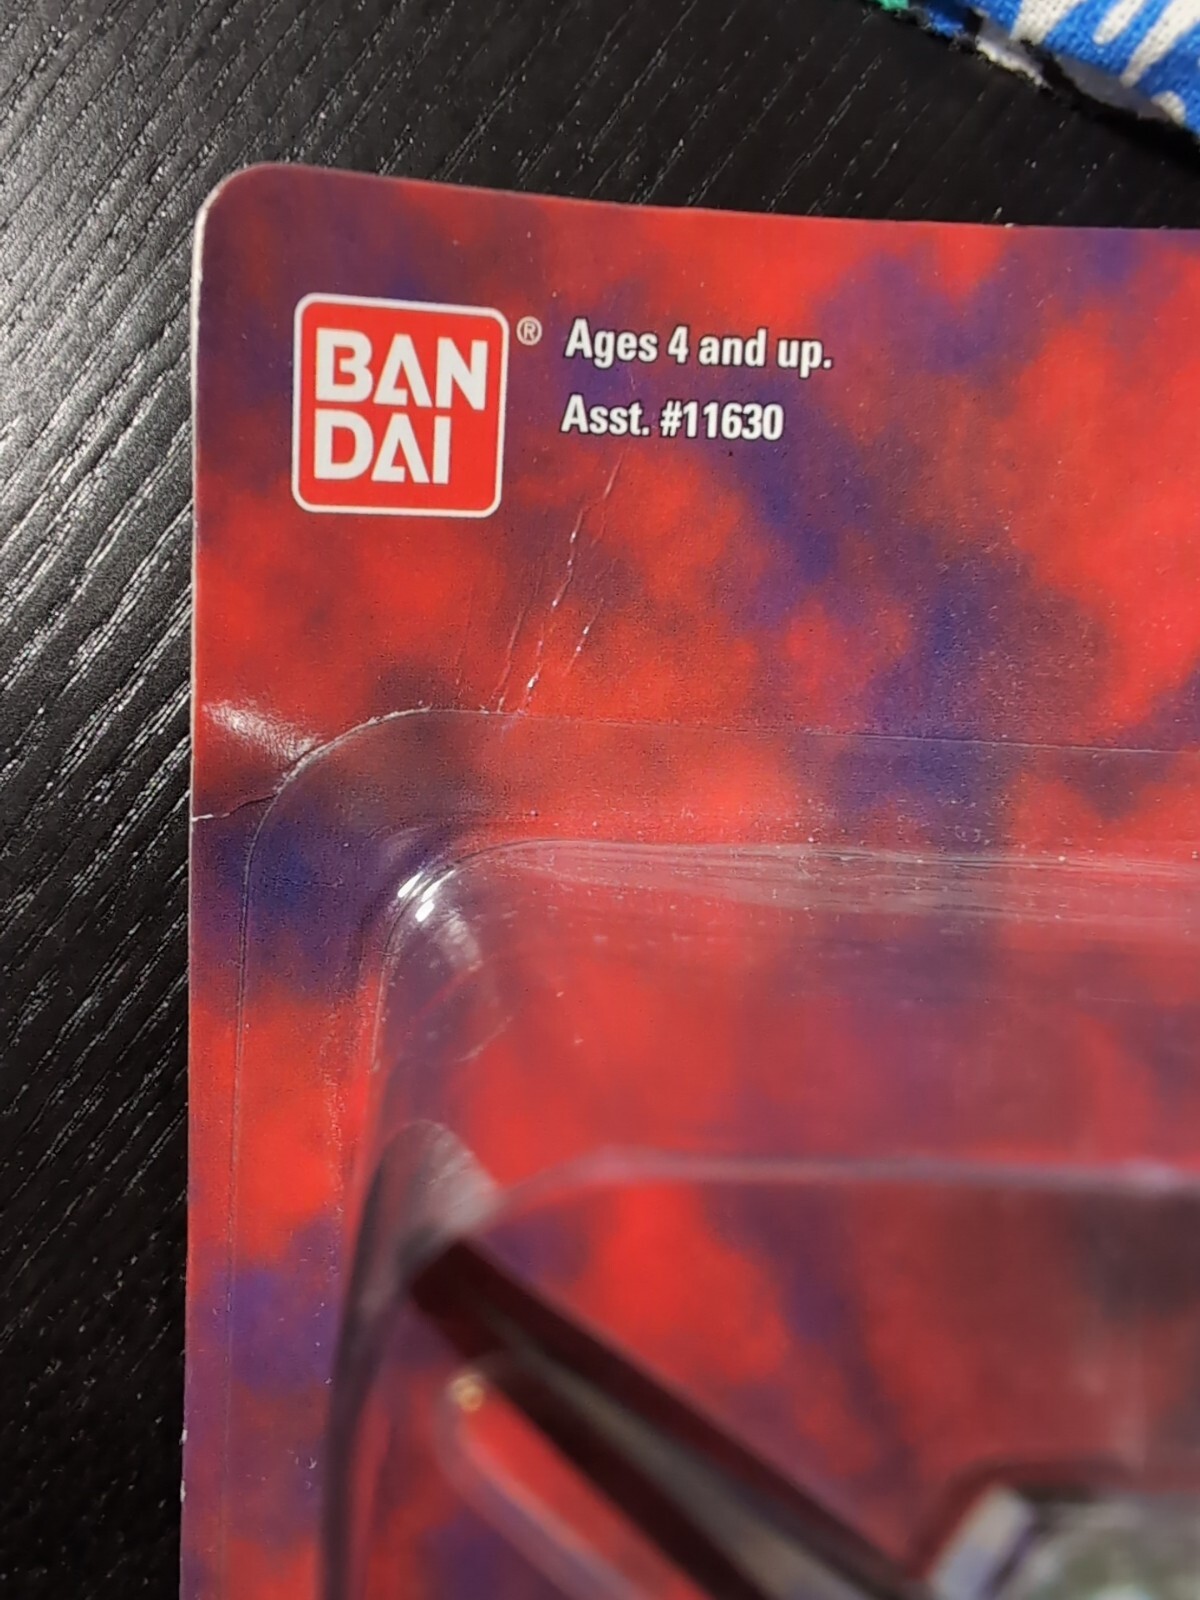 BAN
DAI®
Ages 4 and up.
Asst. #11630